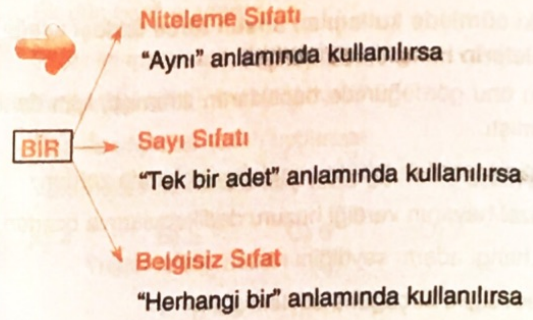 Niteleme Sıfatı
"Aynı" anlamında kullanılırsa
BİR
Sayı Sıfatı
"Tek bir adet" anlamında kullanılırsa
Belgisiz Sıfat
"Herhangi bir" anlamında kullanılırsa